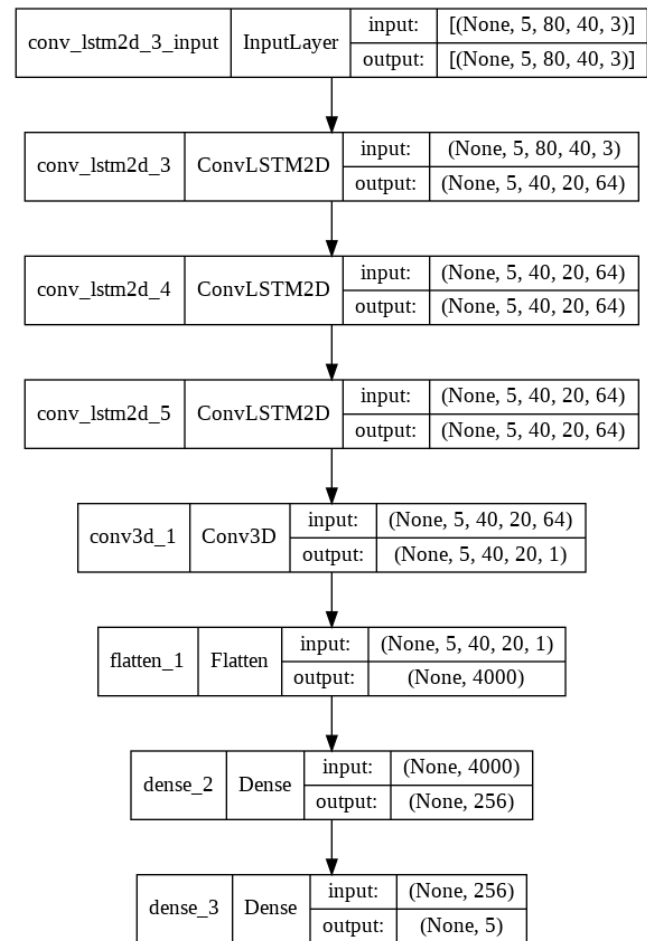 conv_lstm2d_3_input InputLayer input: [(None, 5, 80, 40, 3)]
output: [(None, 5, 80, 40, 3)]
conv_lstm2d_3 ConvLSTM2D input: (None, 5, 80, 40, 3)
output: (None, 5, 40, 20, 64)
conv_lstm2d_4 ConvLSTM2D input: (None, 5, 40, 20, 64)
output: (None, 5, 40, 20, 64)
conv_lstm2d_5 ConvLSTM2D input: (None, 5, 40, 20, 64)
output: (None, 5, 40, 20, 64)
conv3d_1 Conv3D input: (None, 5, 40, 20, 64)
output: (None, 5, 40, 20, 1)
flatten_1 Flatten input: (None, 5, 40, 20, 1)
output: (None, 4000)
dense_2 Dense input: (None, 4000)
output: (None, 256)
dense_3 Dense input: (None, 256)
output: (None, 5)